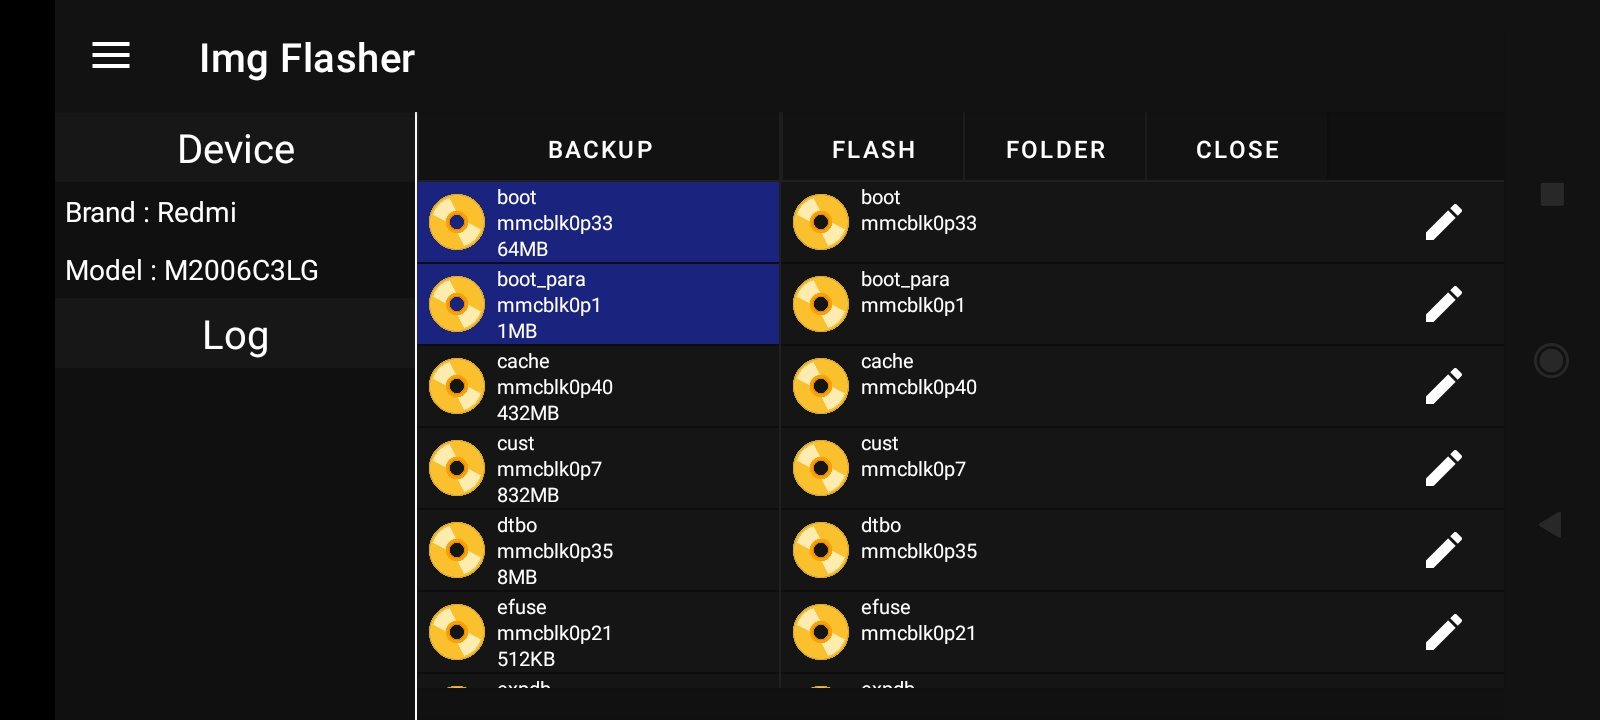 Img Flasher
Device
Brand : Redmi
Model : M2006C3LG
Log
BACKUP
boot
mmcblk0p33
64MB
boot_para
mmcblk0p1
1MB
cache
mmcblk0p40
432MB
cust
mmcblk0p7
832MB
dtbo
mmcblk0p35
8MB
efuse
mmcblk0p21
512KB
FLASH
FOLDER
CLOSE
boot
mmcblk0p33
boot_para
mmcblk0p1
cache
mmcblk0p40
cust
mmcblk0p7
dtbo
mmcblk0p35
efuse
mmcblk0p21